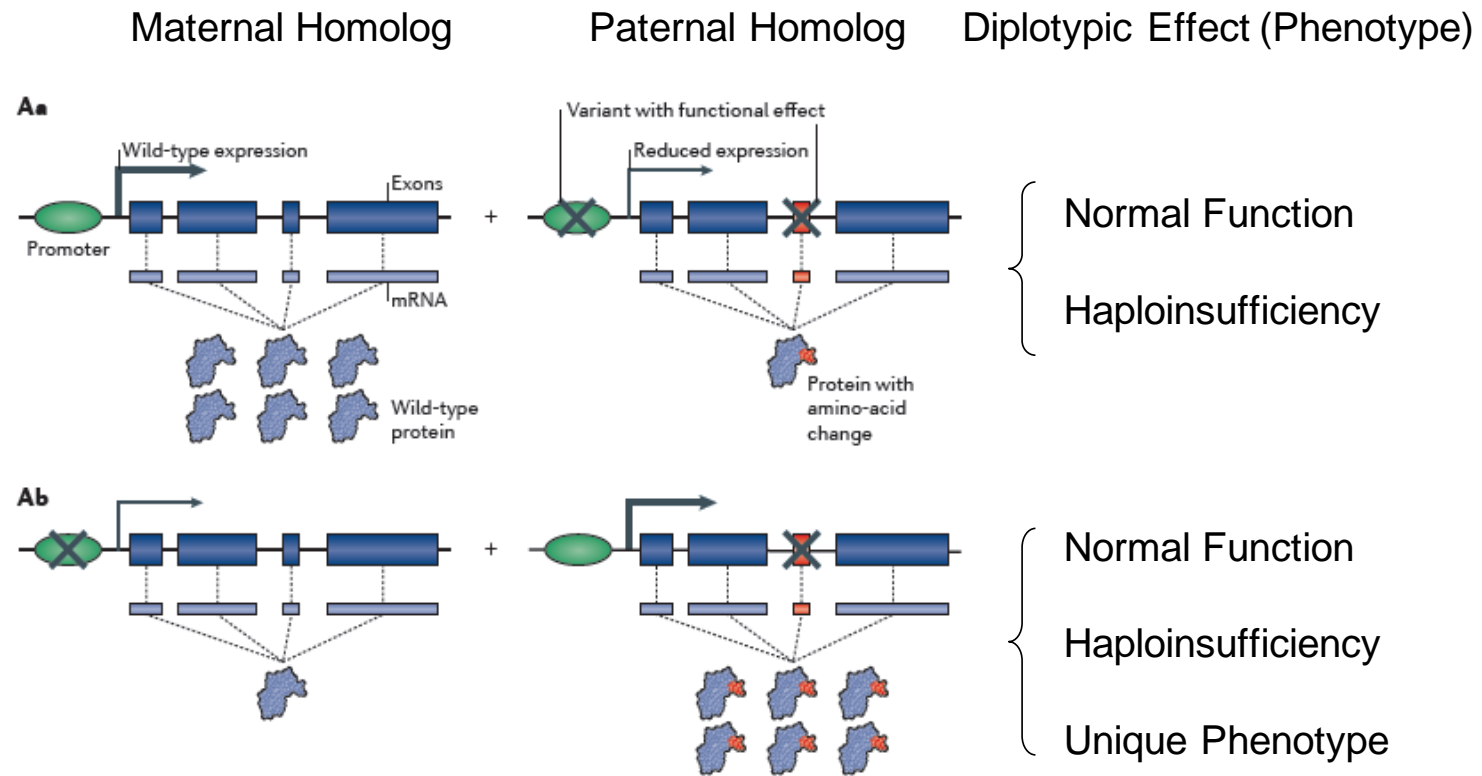 Maternal Homolog
Paternal Homolog
Diplotypic Effect (Phenotype)
Aa
Wild-type expression
Exons
Promoter
mRNA
Wild-type
protein
+
Variant with functional effect
Reduced expression
Protein with
amino-acid
change
Normal Function
Haploinsufficiency
Ab
+
Normal Function
Haploinsufficiency
Unique Phenotype